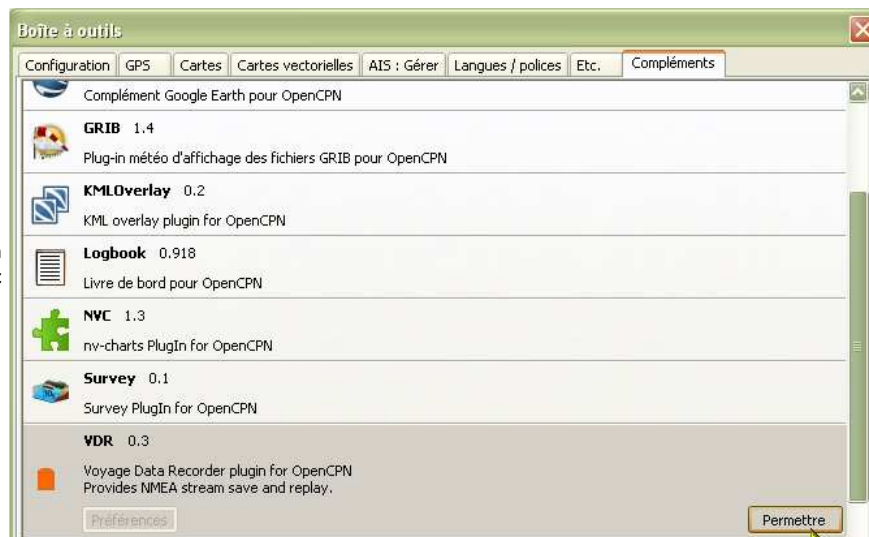 Boîte à outils
Configuration GPS Cartes Cartes vectorielles AIS : Gérer Langues / polices Etc. Compléments
Complément Google Earth pour OpenCPN
GRIB 1.4
Plug-in météo d'affichage des fichiers GRIB pour OpenCPN
KMLOverlay 0.2
KML overlay plugin for OpenCPN
Logbook 0.918
Livre de bord pour OpenCPN
NVC 1.3
nv-charts PlugIn for OpenCPN
Survey 0.1
Survey PlugIn for OpenCPN
VDR 0.3
Voyage Data Recorder plugin for OpenCPN
Provides NMEA stream save and replay.
Préférences Permettre